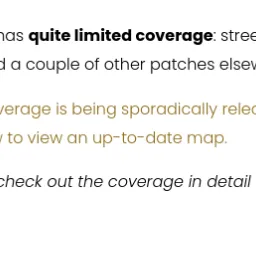 has quite limited coverage: stree
d a couple of other patches elsew
verage is being sporadically relea
to view an up-to-date map.
check out the coverage in detail